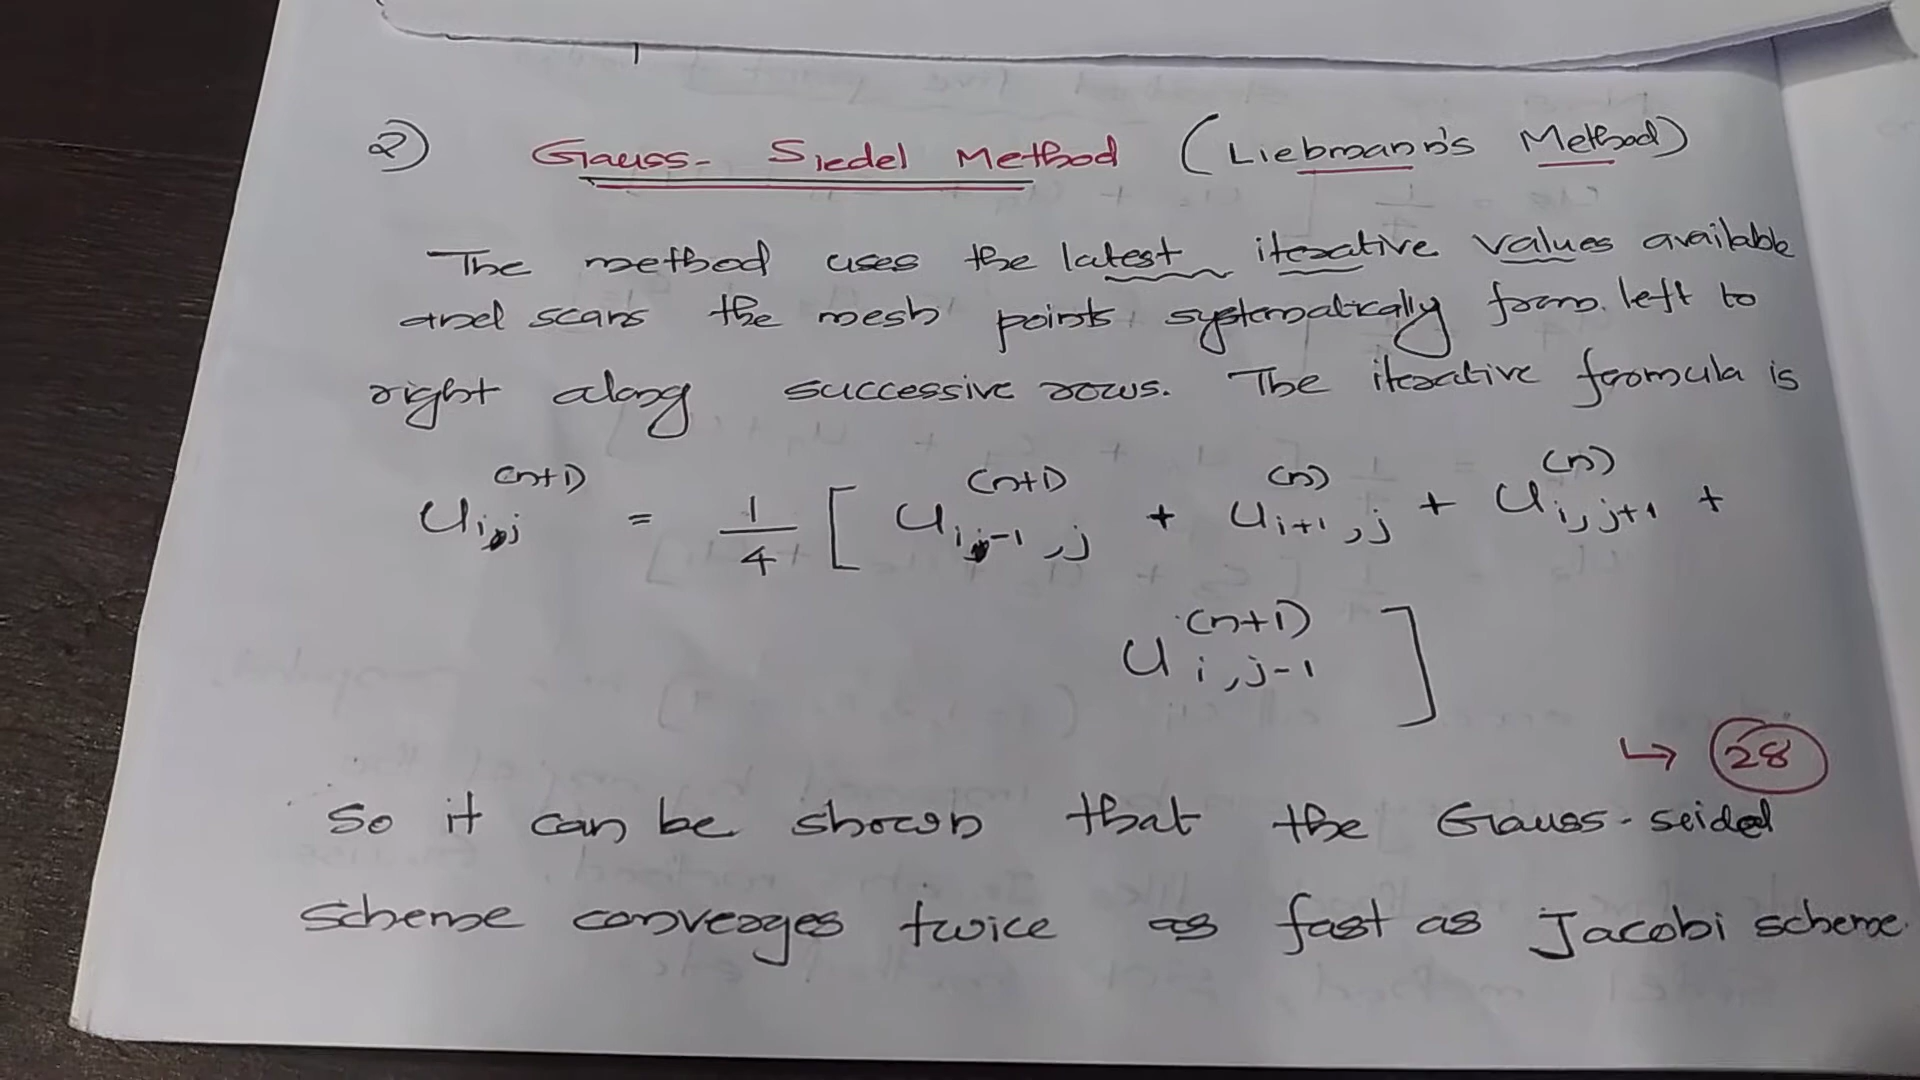 2) Gauss- Siedel Method (Liebmann's Method)
The method uses the latest iterative values available
and scans the mesh points systematically from left to
right along successive rows. The iterative formula is
u_{i,j}^{(n+1)} = 1/4 [ u_{i-1,j}^{(n+1)} + u_{i+1,j}^{(n)} + u_{i,j+1}^{(n)} +
u_{i,j-1}^{(n+1)} ]
↳ 28
So it can be shown that the Gauss-seidel
scheme converges twice as fast as Jacobi scheme.